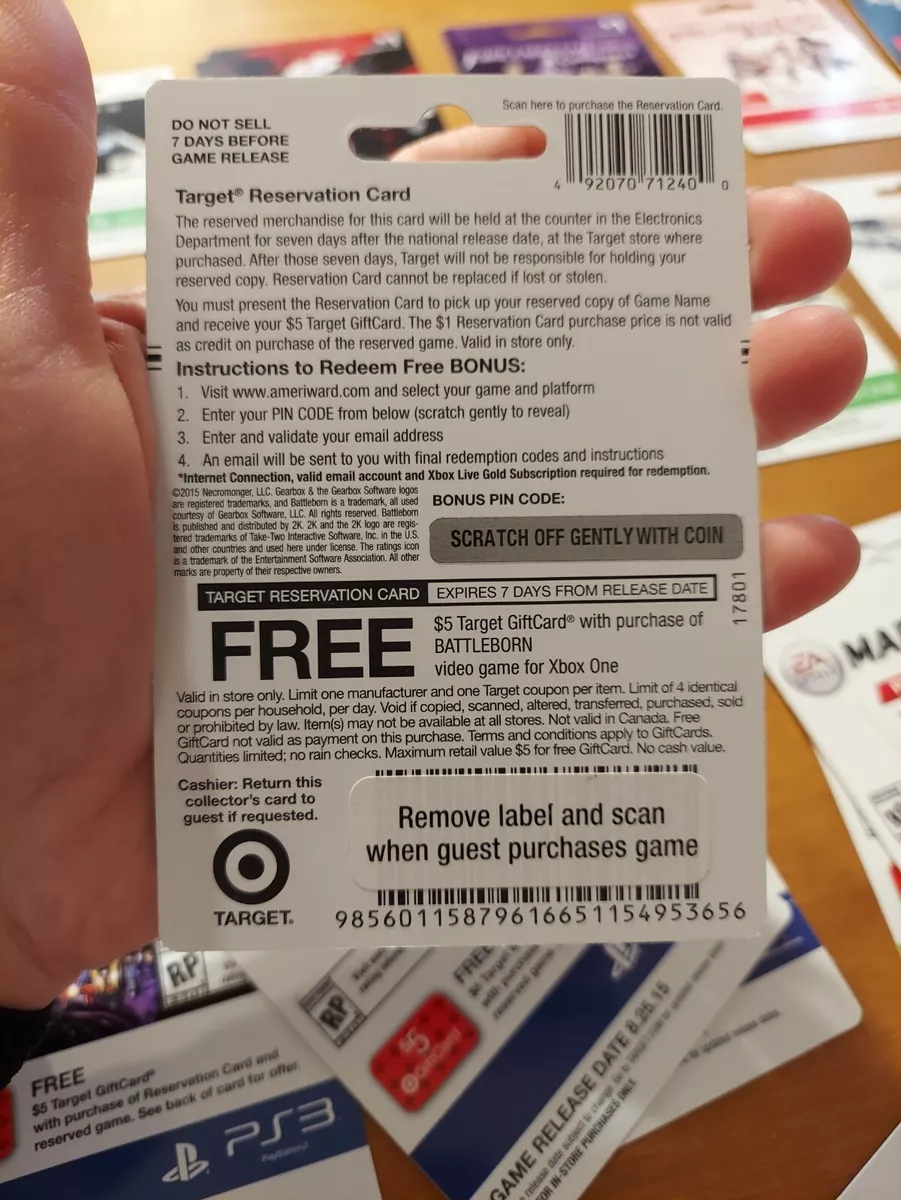 Scan here to purchase the Reservation Card.
DO NOT SELL
7 DAYS BEFORE
GAME RELEASE
4 92070 71240 0
Target® Reservation Card
The reserved merchandise for this card will be held at the counter in the Electronics
Department for seven days after the national release date, at the Target store where
purchased. After those seven days, Target will not be responsible for holding your
reserved copy. Reservation Card cannot be replaced if lost or stolen.
You must present the Reservation Card to pick up your reserved copy of Game Name
and receive your $5 Target GiftCard. The $1 Reservation Card purchase price is not valid
as credit on purchase of the reserved game. Valid in store only.
Instructions to Redeem Free BONUS:
1. Visit www.ameriward.com and select your game and platform
2. Enter your PIN CODE from below (scratch gently to reveal)
3. Enter and validate your email address
4. An email will be sent to you with final redemption codes and instructions
*Internet Connection, valid email account and Xbox Live Gold Subscription required for redemption.
©2015 Necromonger, LLC. Gearbox & the Gearbox Software logos
are registered trademarks, and Battleborn is a trademark, all used
courtesy of Gearbox Software, LLC. All rights reserved. Battleborn
is published and distributed by 2K. 2K and the 2K logo are regis-
tered trademarks of Take-Two Interactive Software, Inc. in the U.S.
and other countries and used here under license. The ratings icon
is a trademark of the Entertainment Software Association. All other
marks are property of their respective owners.
BONUS PIN CODE:
SCRATCH OFF GENTLY WITH COIN
17801
TARGET RESERVATION CARD EXPIRES 7 DAYS FROM RELEASE DATE
FREE
$5 Target GiftCard® with purchase of
BATTLEBORN
video game for Xbox One
Valid in store only. Limit one manufacturer and one Target coupon per item. Limit of 4 identical
coupons per household, per day. Void if copied, scanned, altered, transferred, purchased, sold
or prohibited by law. Item(s) may not be available at all stores. Not valid in Canada. Free
GiftCard not valid as payment on this purchase. Terms and conditions apply to GiftCards.
Quantities limited; no rain checks. Maximum retail value $5 for free GiftCard. No cash value.
Cashier: Return this
collector's card to
guest if requested.
TARGET.
Remove label and scan
when guest purchases game
9856011587961665 1154953656
EA
SPORTS
MA
RP
FREE
$5 Target GiftCard®
with purchase of Reservation Card and
reserved game. See back of card for offer.
PS3
PlayStation3
RP
FREE
$5
GiftCard
GAME RELEASE DATE 8.25.15
release date subject to change.
FOR IN-STORE PURCHASES ONLY.